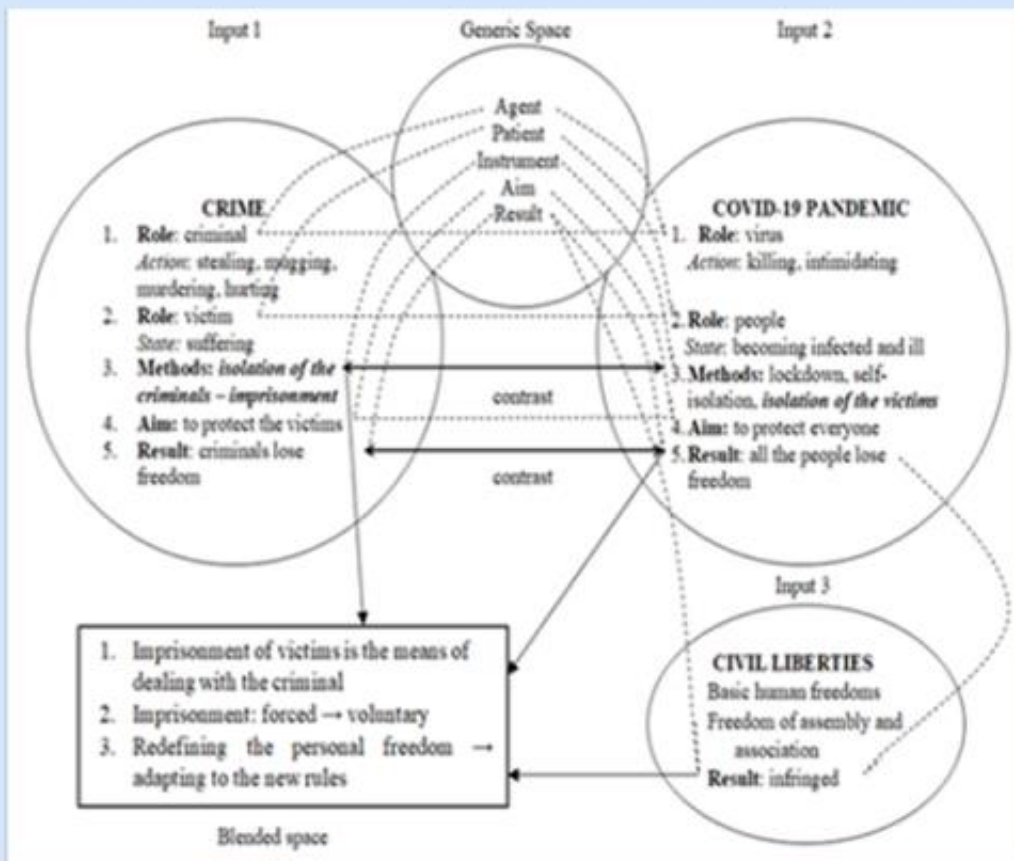 Input 1
Generic Space
Input 2
Agent
Patient
Instrument
Aim
Result
CRIME
1. Role: criminal
Action: stealing, mugging,
murdering, hurting
2. Role: victim
State: suffering
3. Methods: isolation of the
criminals – imprisonment
4. Aim: to protect the victims
5. Result: criminals lose
freedom
contrast
contrast
COVID-19 PANDEMIC
1. Role: virus
Action: killing, intimidating
2. Role: people
State: becoming infected and ill
3. Methods: lockdown, self-
isolation, isolation of the victims
4. Aim: to protect everyone
5. Result: all the people lose
freedom
Input 3
CIVIL LIBERTIES
Basic human freedoms
Freedom of assembly and
association
Result: infringed
1. Imprisonment of victims is the means of
dealing with the criminal
2. Imprisonment: forced → voluntary
3. Redefining the personal freedom →
adapting to the new rules
Blended space